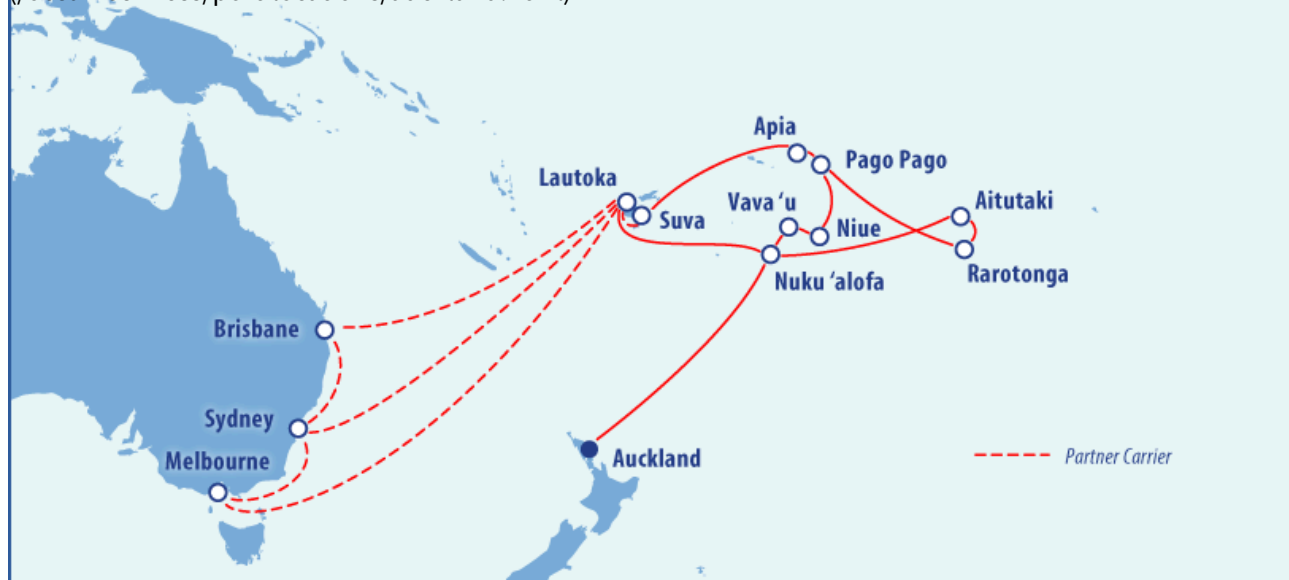 Apia
Pago Pago
Lautoka
Suva
Vava ‘u
Niue
Aitutaki
Nuku ‘alofa
Rarotonga
Brisbane
Sydney
Melbourne
Auckland
Partner Carrier